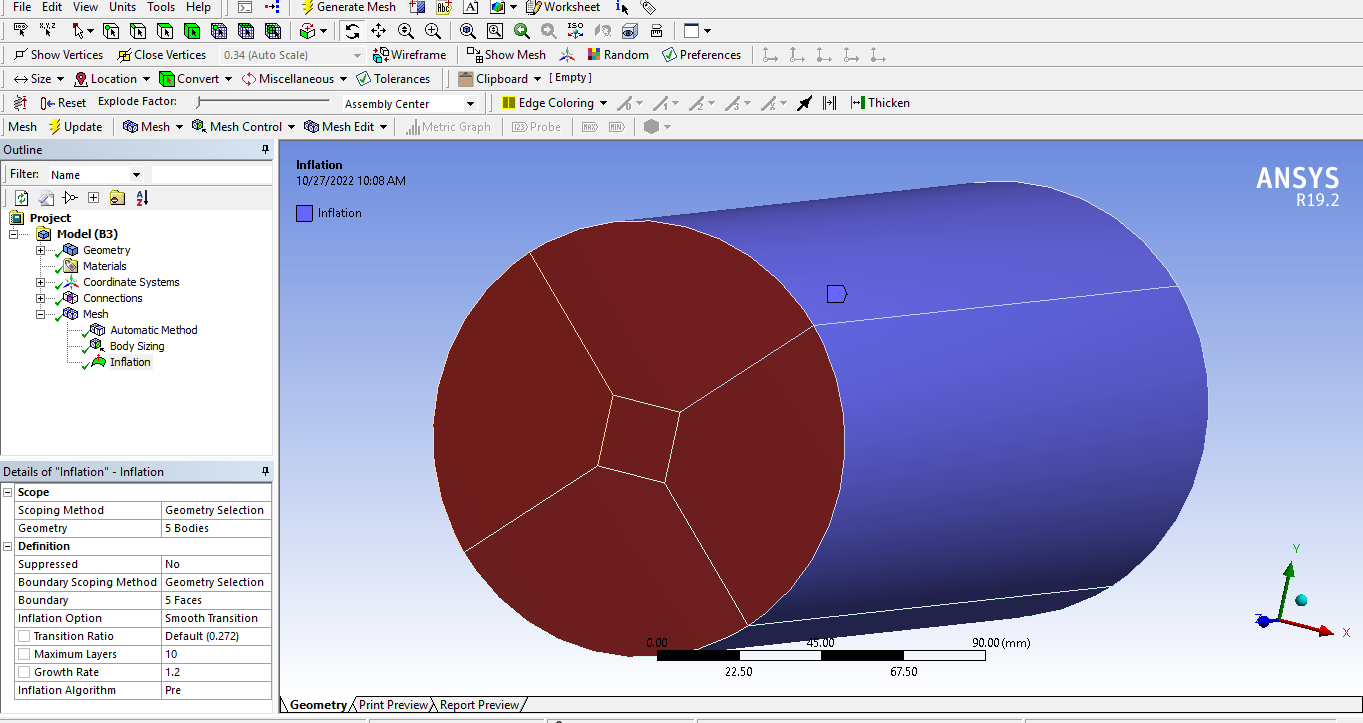 File Edit View Units Tools Help Generate Mesh Abc A Worksheet i
ISO
Show Vertices Close Vertices 0.34 (Auto Scale) Wireframe Show Mesh Random Preferences
Size Location Convert Miscellaneous Tolerances Clipboard [ Empty ]
Reset Explode Factor: Assembly Center Edge Coloring Thicken
Mesh Update Mesh Mesh Control Mesh Edit Metric Graph Probe MAX MIN
Outline
Filter: Name
Project
Model (B3)
Geometry
Materials
Coordinate Systems
Connections
Mesh
Automatic Method
Body Sizing
Inflation
Details of "Inflation" - Inflation
Scope
Scoping Method Geometry Selection
Geometry 5 Bodies
Definition
Suppressed No
Boundary Scoping Method Geometry Selection
Boundary 5 Faces
Inflation Option Smooth Transition
Transition Ratio Default (0.272)
Maximum Layers 10
Growth Rate 1.2
Inflation Algorithm Pre
Inflation
10/27/2022 10:08 AM
Inflation
ANSYS
R19.2
Y
Z
X
0.00 45.00 90.00 (mm)
22.50 67.50
Geometry Print Preview Report Preview